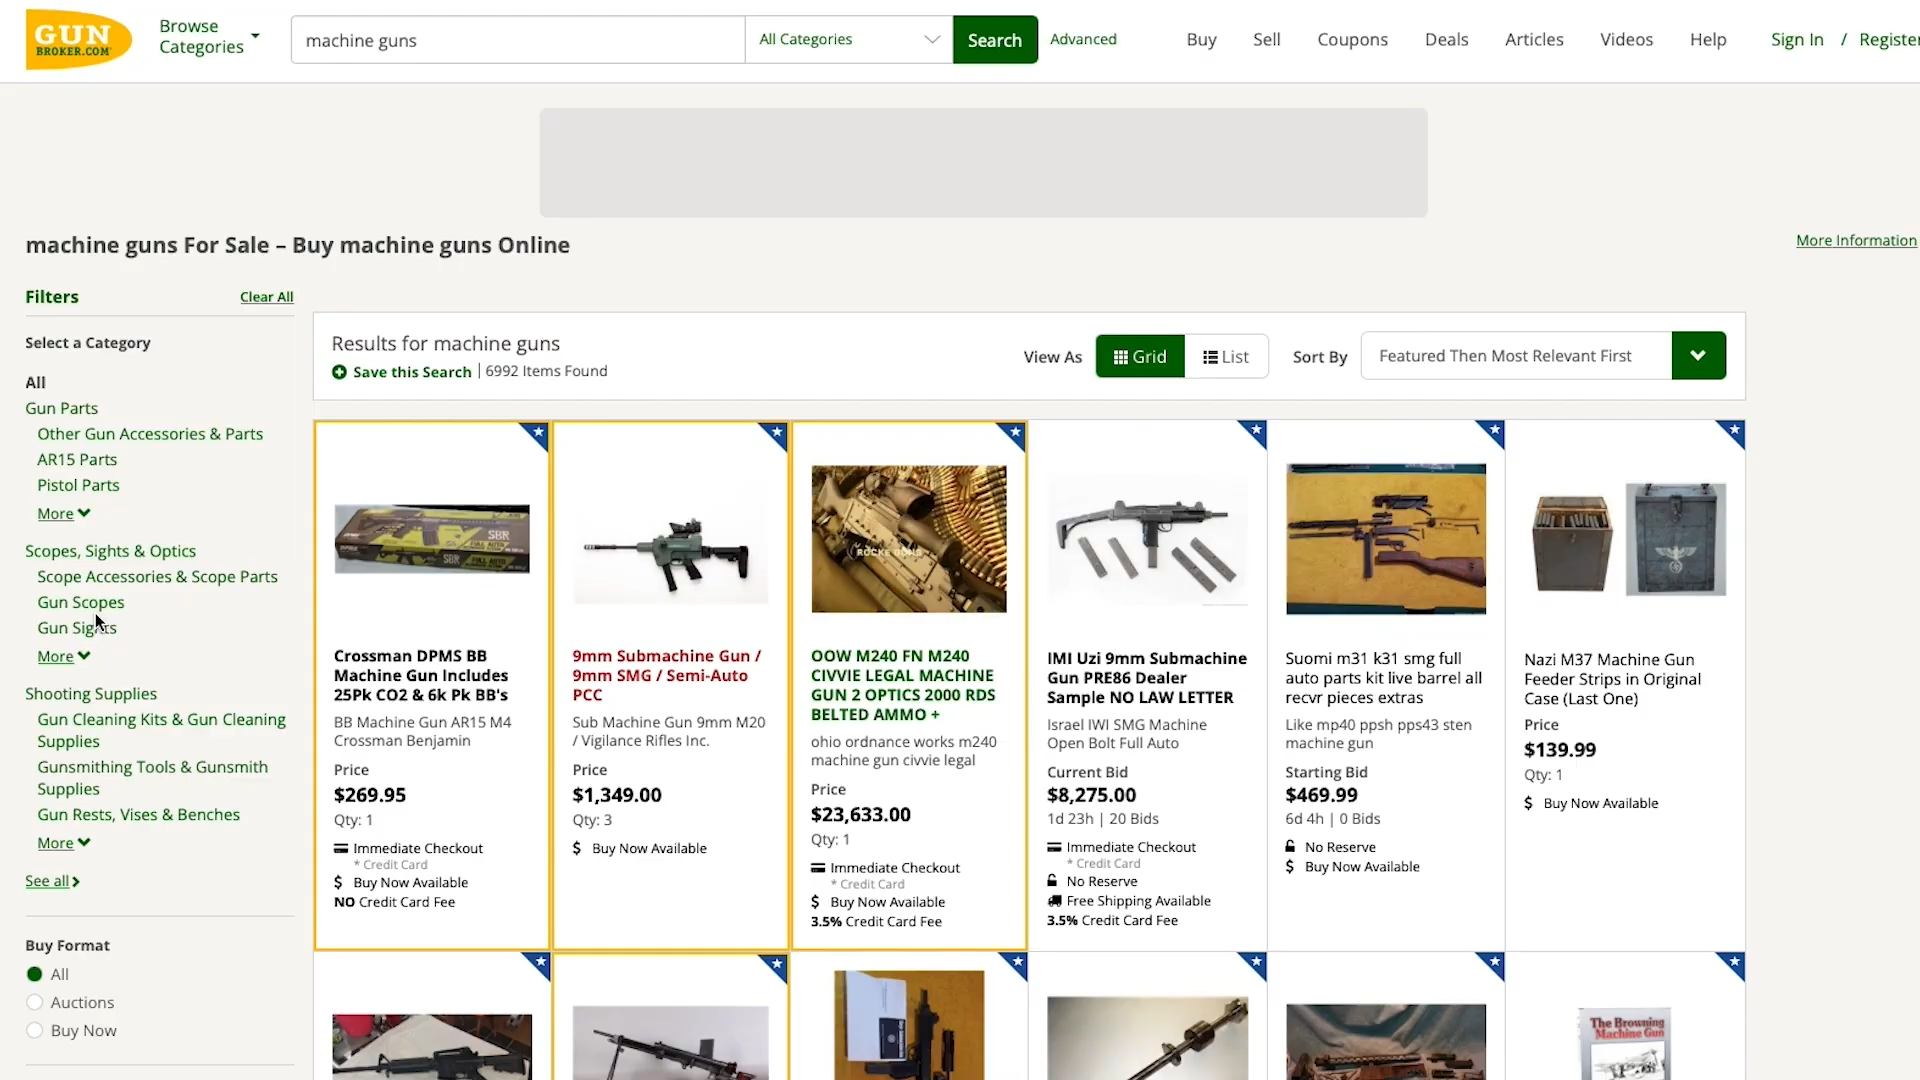 GUN
BROKER.COM
Browse
Categories
machine guns
All Categories
Search
Advanced
Buy
Sell
Coupons
Deals
Articles
Videos
Help
Sign In / Register
machine guns For Sale – Buy machine guns Online
More Information
Filters
Clear All
Select a Category
All
Gun Parts
Other Gun Accessories & Parts
AR15 Parts
Pistol Parts
More
Scopes, Sights & Optics
Scope Accessories & Scope Parts
Gun Scopes
Gun Sights
More
Shooting Supplies
Gun Cleaning Kits & Gun Cleaning
Supplies
Gunsmithing Tools & Gunsmith
Supplies
Gun Rests, Vises & Benches
More
See all
Buy Format
All
Auctions
Buy Now
Results for machine guns
Save this Search | 6992 Items Found
View As
Grid
List
Sort By
Featured Then Most Relevant First
SBR
SBR
Crossman DPMS BB
Machine Gun Includes
25Pk CO2 & 6k Pk BB's
BB Machine Gun AR15 M4
Crossman Benjamin
Price
$269.95
Qty: 1
Immediate Checkout
* Credit Card
$ Buy Now Available
NO Credit Card Fee
9mm Submachine Gun /
9mm SMG / Semi-Auto
PCC
Sub Machine Gun 9mm M20
/ Vigilance Rifles Inc.
Price
$1,349.00
Qty: 3
$ Buy Now Available
OOW M240 FN M240
CIVVIE LEGAL MACHINE
GUN 2 OPTICS 2000 RDS
BELTED AMMO +
ohio ordnance works m240
machine gun civvie legal
Price
$23,633.00
Qty: 1
Immediate Checkout
* Credit Card
$ Buy Now Available
3.5% Credit Card Fee
IMI Uzi 9mm Submachine
Gun PRE86 Dealer
Sample NO LAW LETTER
Israel IWI SMG Machine
Open Bolt Full Auto
Current Bid
$8,275.00
1d 23h | 20 Bids
Immediate Checkout
* Credit Card
No Reserve
Free Shipping Available
3.5% Credit Card Fee
Suomi m31 k31 smg full
auto parts kit live barrel all
recvr pieces extras
Like mp40 ppsh pps43 sten
machine gun
Starting Bid
$469.99
6d 4h | 0 Bids
No Reserve
$ Buy Now Available
Nazi M37 Machine Gun
Feeder Strips in Original
Case (Last One)
Price
$139.99
Qty: 1
$ Buy Now Available
The Browning
Machine Gun